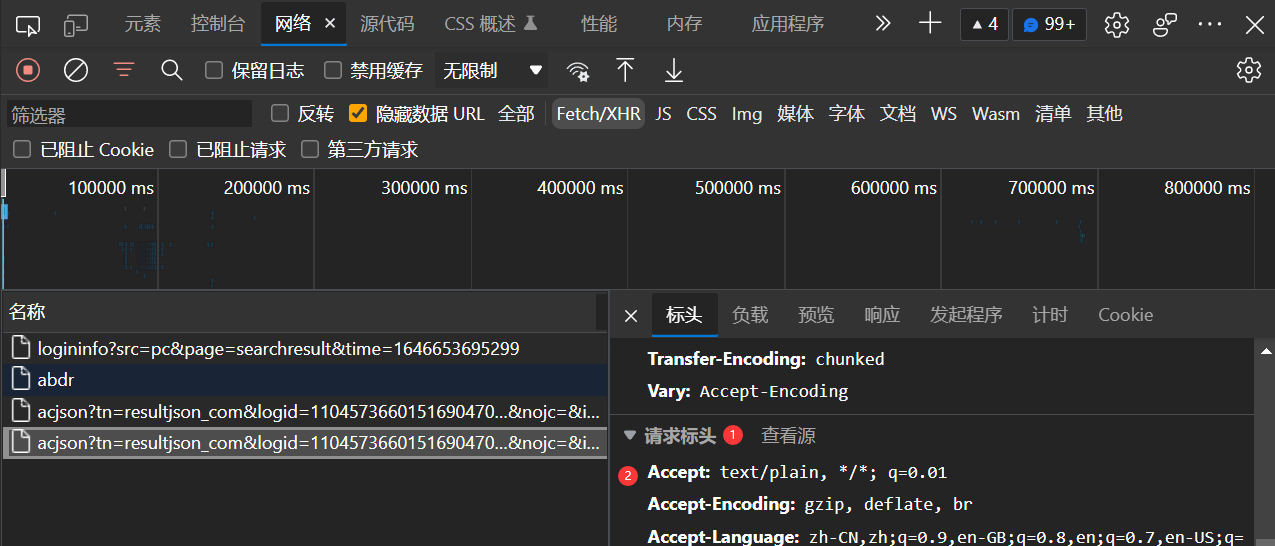 元素 控制台 网络 源代码 CSS 概述 性能 内存 应用程序 4 99+
保留日志 禁用缓存 无限制
筛选器 反转 隐藏数据 URL 全部 Fetch/XHR JS CSS Img 媒体 字体 文档 WS Wasm 清单 其他
已阻止 Cookie 已阻止请求 第三方请求
100000 ms 200000 ms 300000 ms 400000 ms 500000 ms 600000 ms 700000 ms 800000 ms
名称
logininfo?src=pc&page=searchresult&time=1646653695299
abdr
acjson?tn=resultjson_com&logid=1104573660151690470...&nojc=&i...
acjson?tn=resultjson_com&logid=1104573660151690470...&nojc=&i...
标头 负载 预览 响应 发起程序 计时 Cookie
Transfer-Encoding: chunked
Vary: Accept-Encoding
请求标头 1 查看源
2 Accept: text/plain, */*; q=0.01
Accept-Encoding: gzip, deflate, br
Accept-Language: zh-CN,zh;q=0.9,en-GB;q=0.8,en;q=0.7,en-US;q=